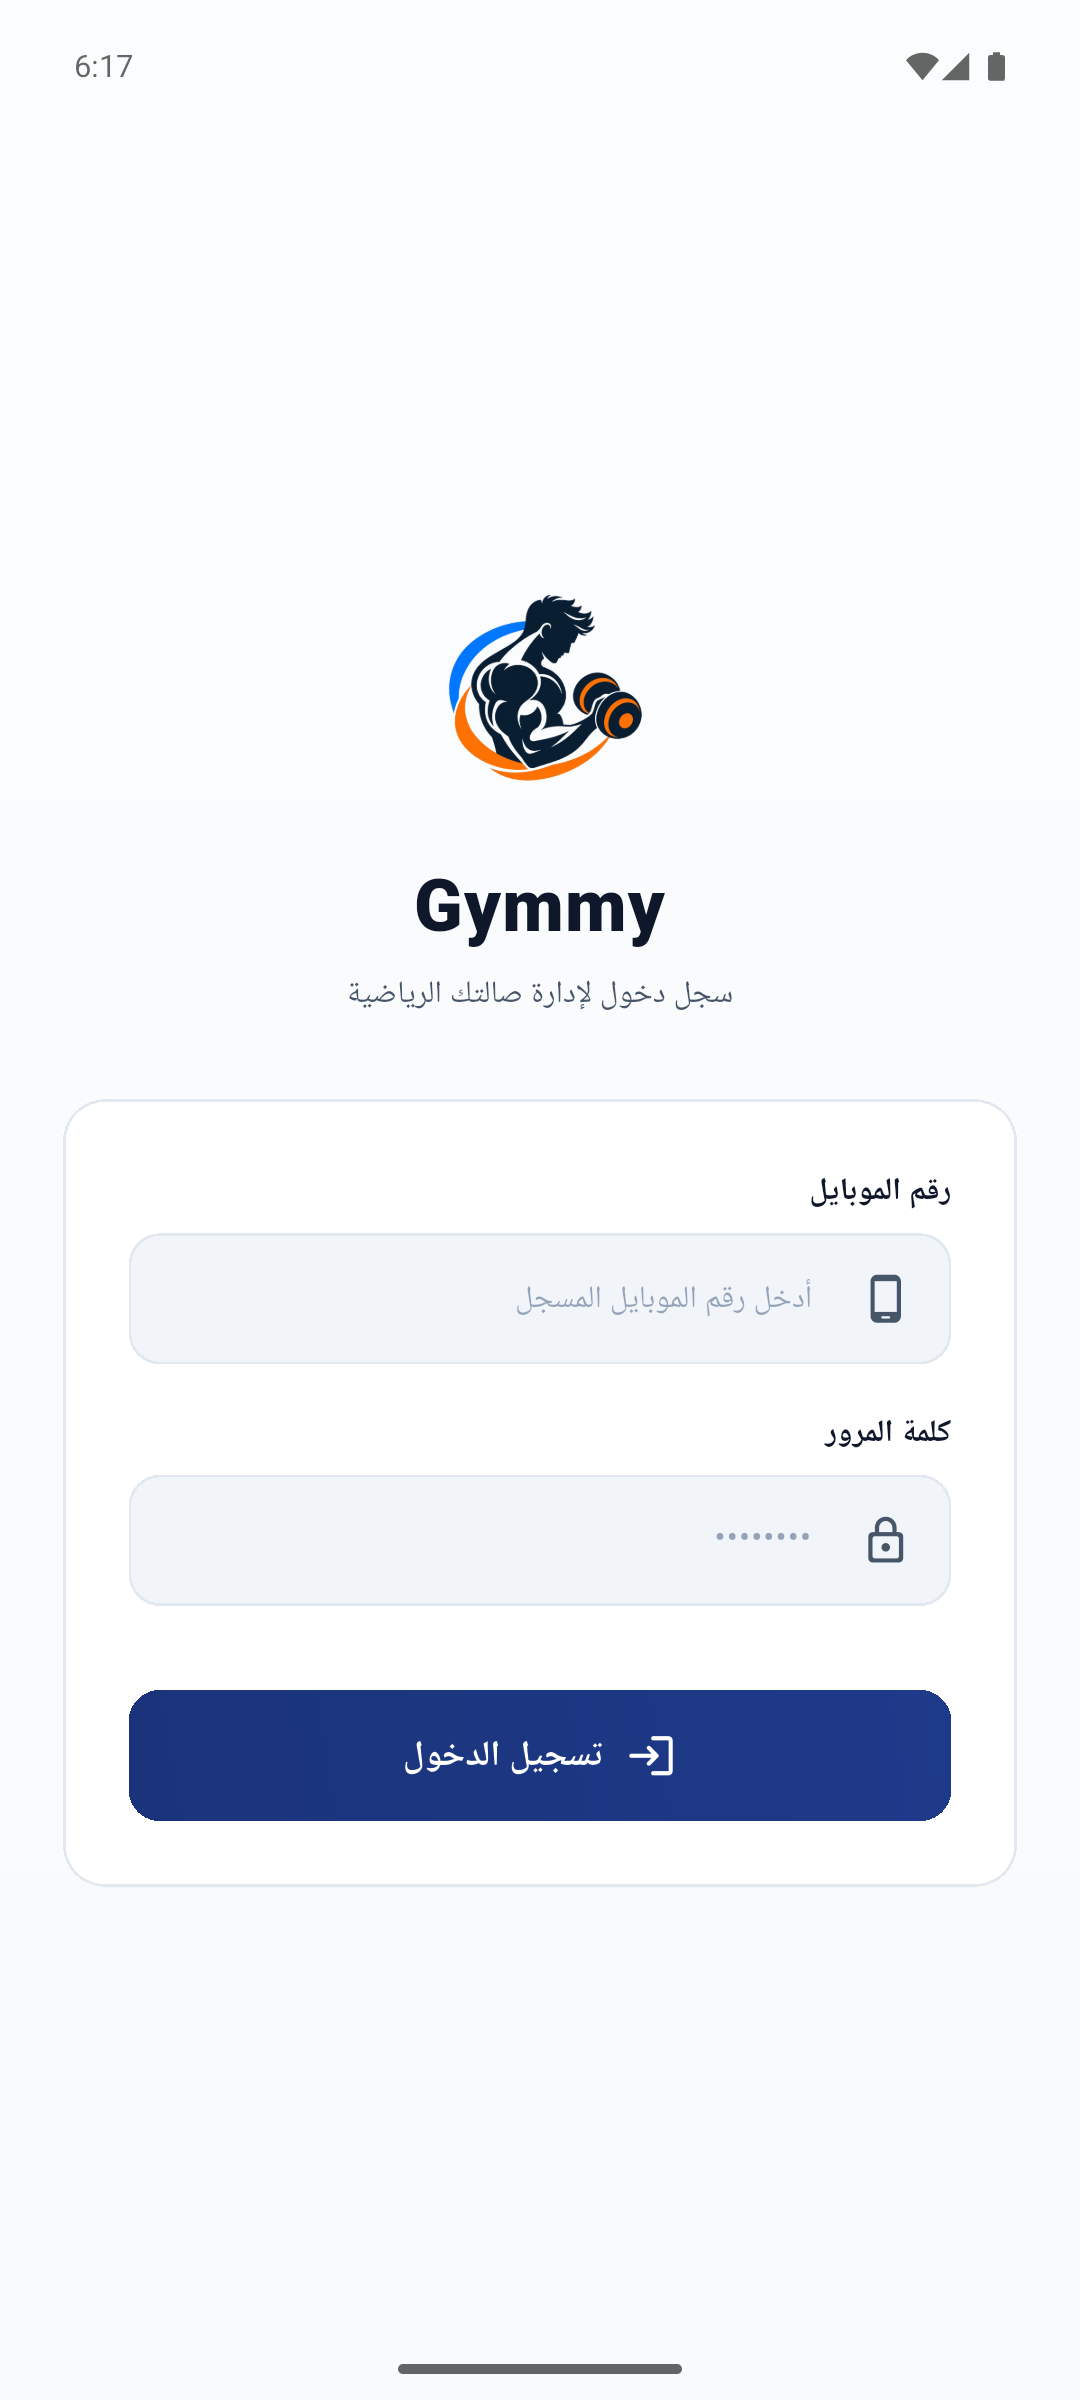 6:17
Gymmy
سجل دخول لإدارة صالتك الرياضية
رقم الموبايل
أدخل رقم الموبايل المسجل
كلمة المرور
••••••••
تسجيل الدخول